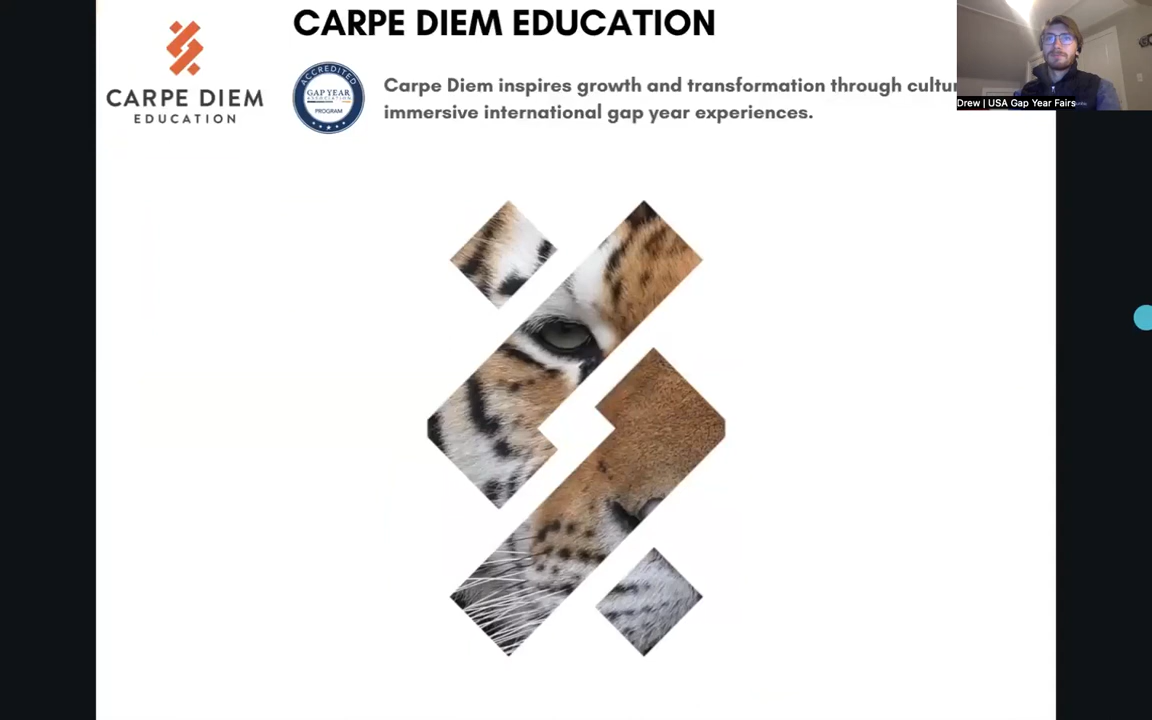 CARPE DIEM EDUCATION
CARPE DIEM
EDUCATION
ACCREDITED
GAP YEAR
ASSOCIATION
PROGRAM
Carpe Diem inspires growth and transformation through cultur
immersive international gap year experiences.
Drew | USA Gap Year Fairs